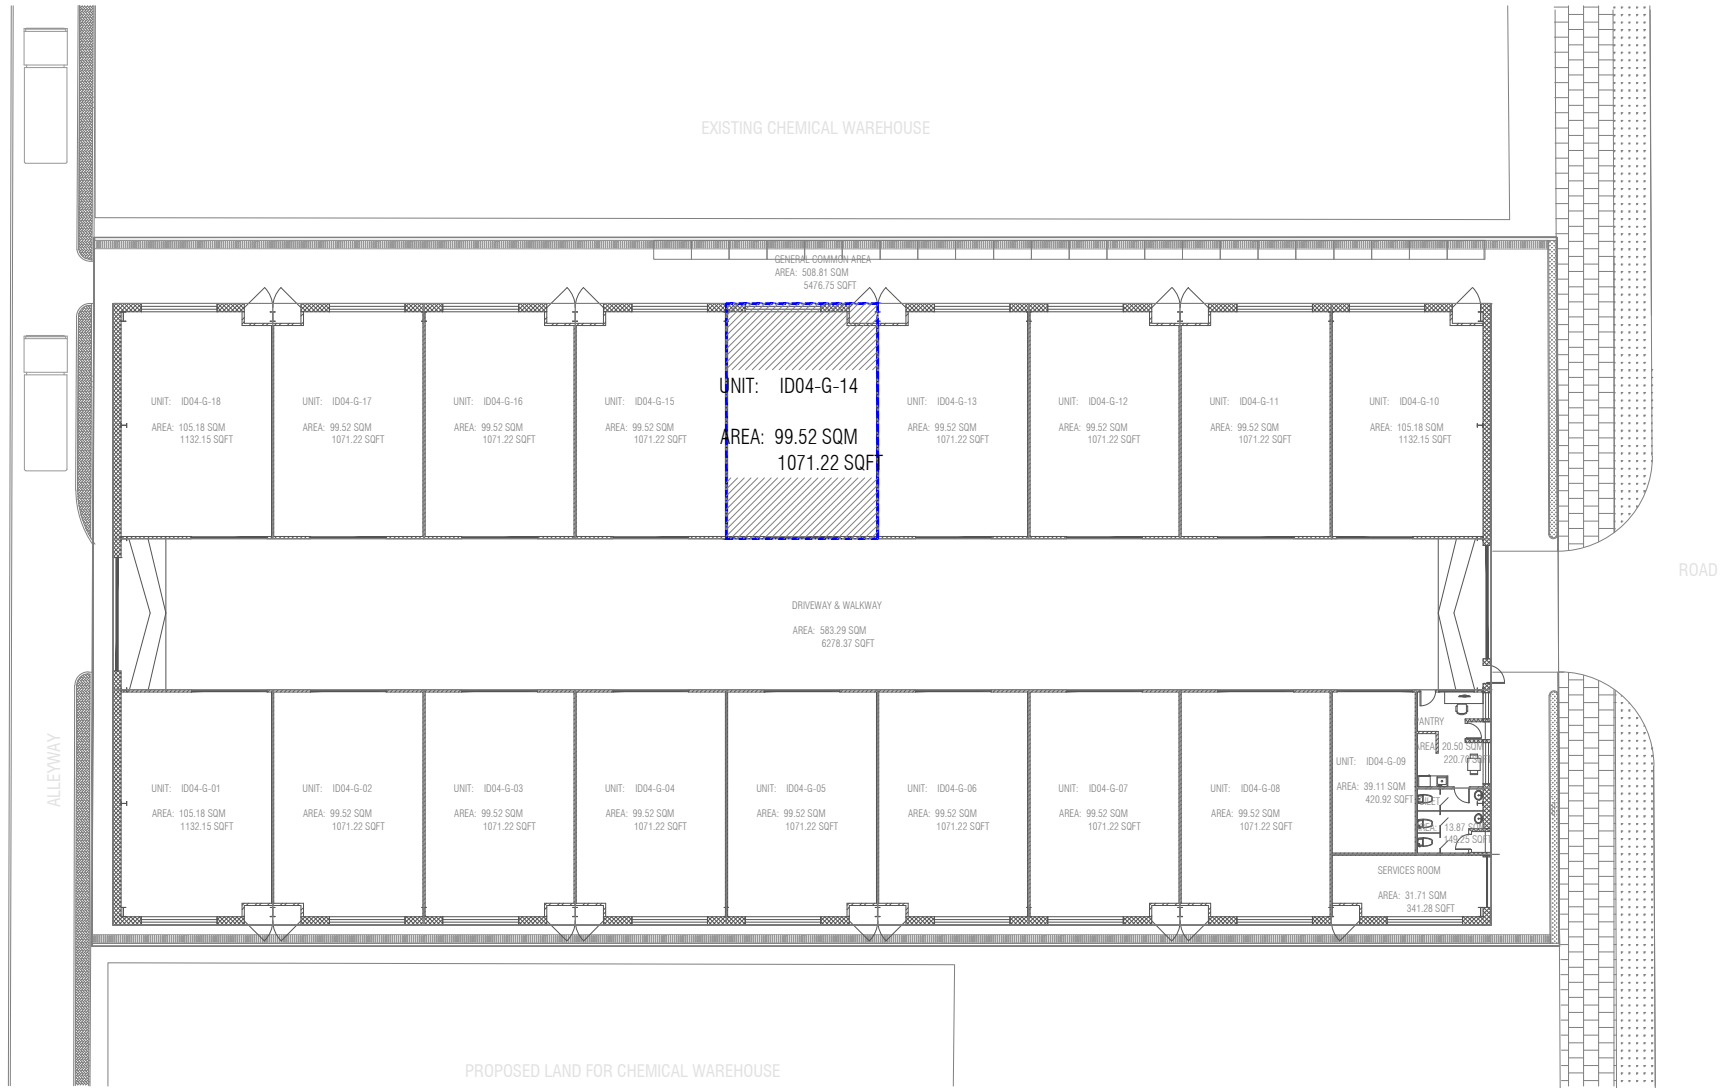 EXISTING CHEMICAL WAREHOUSE
GENERAL COMMON AREA
AREA: 508.81 SQM
5476.75 SQFT
UNIT: ID04-G-18
AREA: 105.18 SQM
1132.15 SQFT
UNIT: ID04-G-17
AREA: 99.52 SQM
1071.22 SQFT
UNIT: ID04-G-16
AREA: 99.52 SQM
1071.22 SQFT
UNIT: ID04-G-15
AREA: 99.52 SQM
1071.22 SQFT
UNIT: ID04-G-14
AREA: 99.52 SQM
1071.22 SQFT
UNIT: ID04-G-13
AREA: 99.52 SQM
1071.22 SQFT
UNIT: ID04-G-12
AREA: 99.52 SQM
1071.22 SQFT
UNIT: ID04-G-11
AREA: 99.52 SQM
1071.22 SQFT
UNIT: ID04-G-10
AREA: 105.18 SQM
1132.15 SQFT
ROAD
DRIVEWAY & WALKWAY
AREA: 583.29 SQM
6278.37 SQFT
ALLEYWAY
UNIT: ID04-G-01
AREA: 105.18 SQM
1132.15 SQFT
UNIT: ID04-G-02
AREA: 99.52 SQM
1071.22 SQFT
UNIT: ID04-G-03
AREA: 99.52 SQM
1071.22 SQFT
UNIT: ID04-G-04
AREA: 99.52 SQM
1071.22 SQFT
UNIT: ID04-G-05
AREA: 99.52 SQM
1071.22 SQFT
UNIT: ID04-G-06
AREA: 99.52 SQM
1071.22 SQFT
UNIT: ID04-G-07
AREA: 99.52 SQM
1071.22 SQFT
UNIT: ID04-G-08
AREA: 99.52 SQM
1071.22 SQFT
UNIT: ID04-G-09
AREA: 39.11 SQM
420.92 SQFT
PANTRY
AREA: 20.50 SQM
220.70 SQFT
AREA: 13.87 SQM
149.25 SQFT
SERVICES ROOM
AREA: 31.71 SQM
341.28 SQFT
PROPOSED LAND FOR CHEMICAL WAREHOUSE